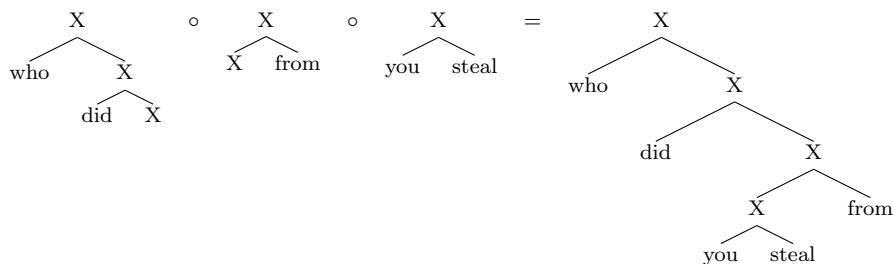 X ∘ X ∘ X = X
who X X from you steal who X
did X did X
X from
you steal